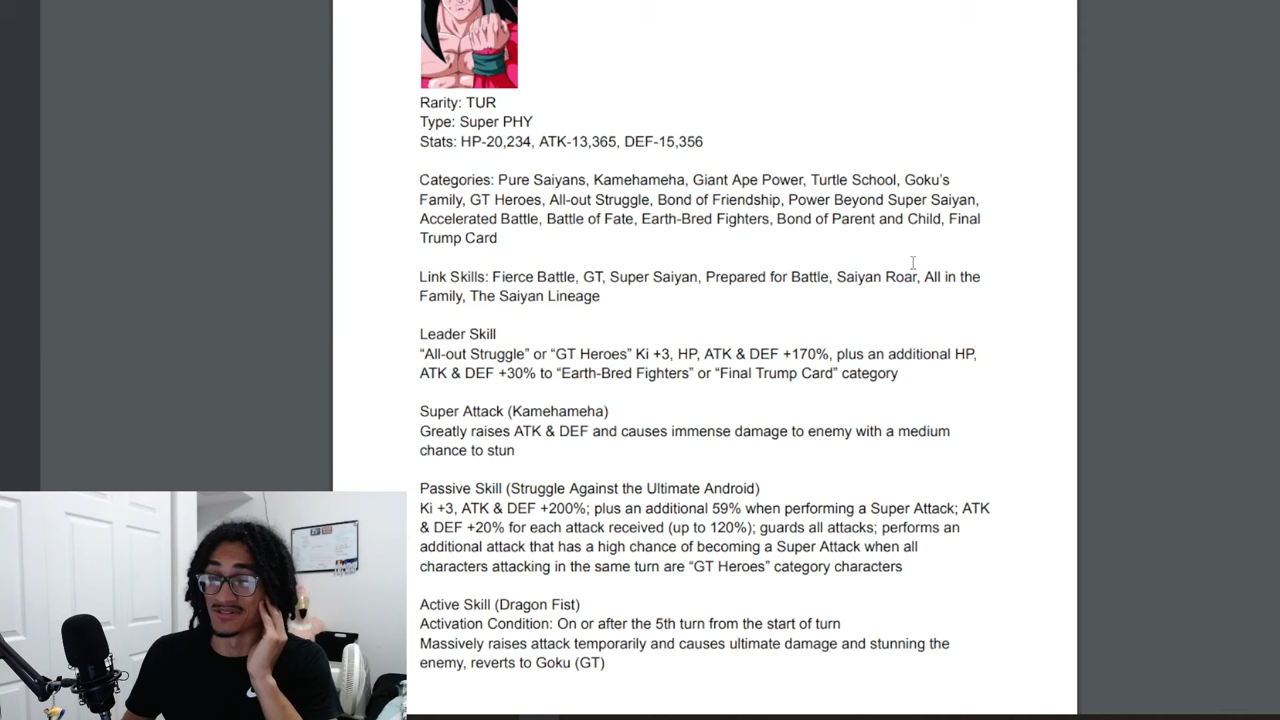 Rarity: TUR
Type: Super PHY
Stats: HP-20,234, ATK-13,365, DEF-15,356
Categories: Pure Saiyans, Kamehameha, Giant Ape Power, Turtle School, Goku's
Family, GT Heroes, All-out Struggle, Bond of Friendship, Power Beyond Super Saiyan,
Accelerated Battle, Battle of Fate, Earth-Bred Fighters, Bond of Parent and Child, Final
Trump Card
Link Skills: Fierce Battle, GT, Super Saiyan, Prepared for Battle, Saiyan Roar, All in the
Family, The Saiyan Lineage
Leader Skill
“All-out Struggle” or “GT Heroes” Ki +3, HP, ATK & DEF +170%, plus an additional HP,
ATK & DEF +30% to “Earth-Bred Fighters” or “Final Trump Card” category
Super Attack (Kamehameha)
Greatly raises ATK & DEF and causes immense damage to enemy with a medium
chance to stun
Passive Skill (Struggle Against the Ultimate Android)
Ki +3, ATK & DEF +200%; plus an additional 59% when performing a Super Attack; ATK
& DEF +20% for each attack received (up to 120%); guards all attacks; performs an
additional attack that has a high chance of becoming a Super Attack when all
characters attacking in the same turn are “GT Heroes” category characters
Active Skill (Dragon Fist)
Activation Condition: On or after the 5th turn from the start of turn
Massively raises attack temporarily and causes ultimate damage and stunning the
enemy, reverts to Goku (GT)